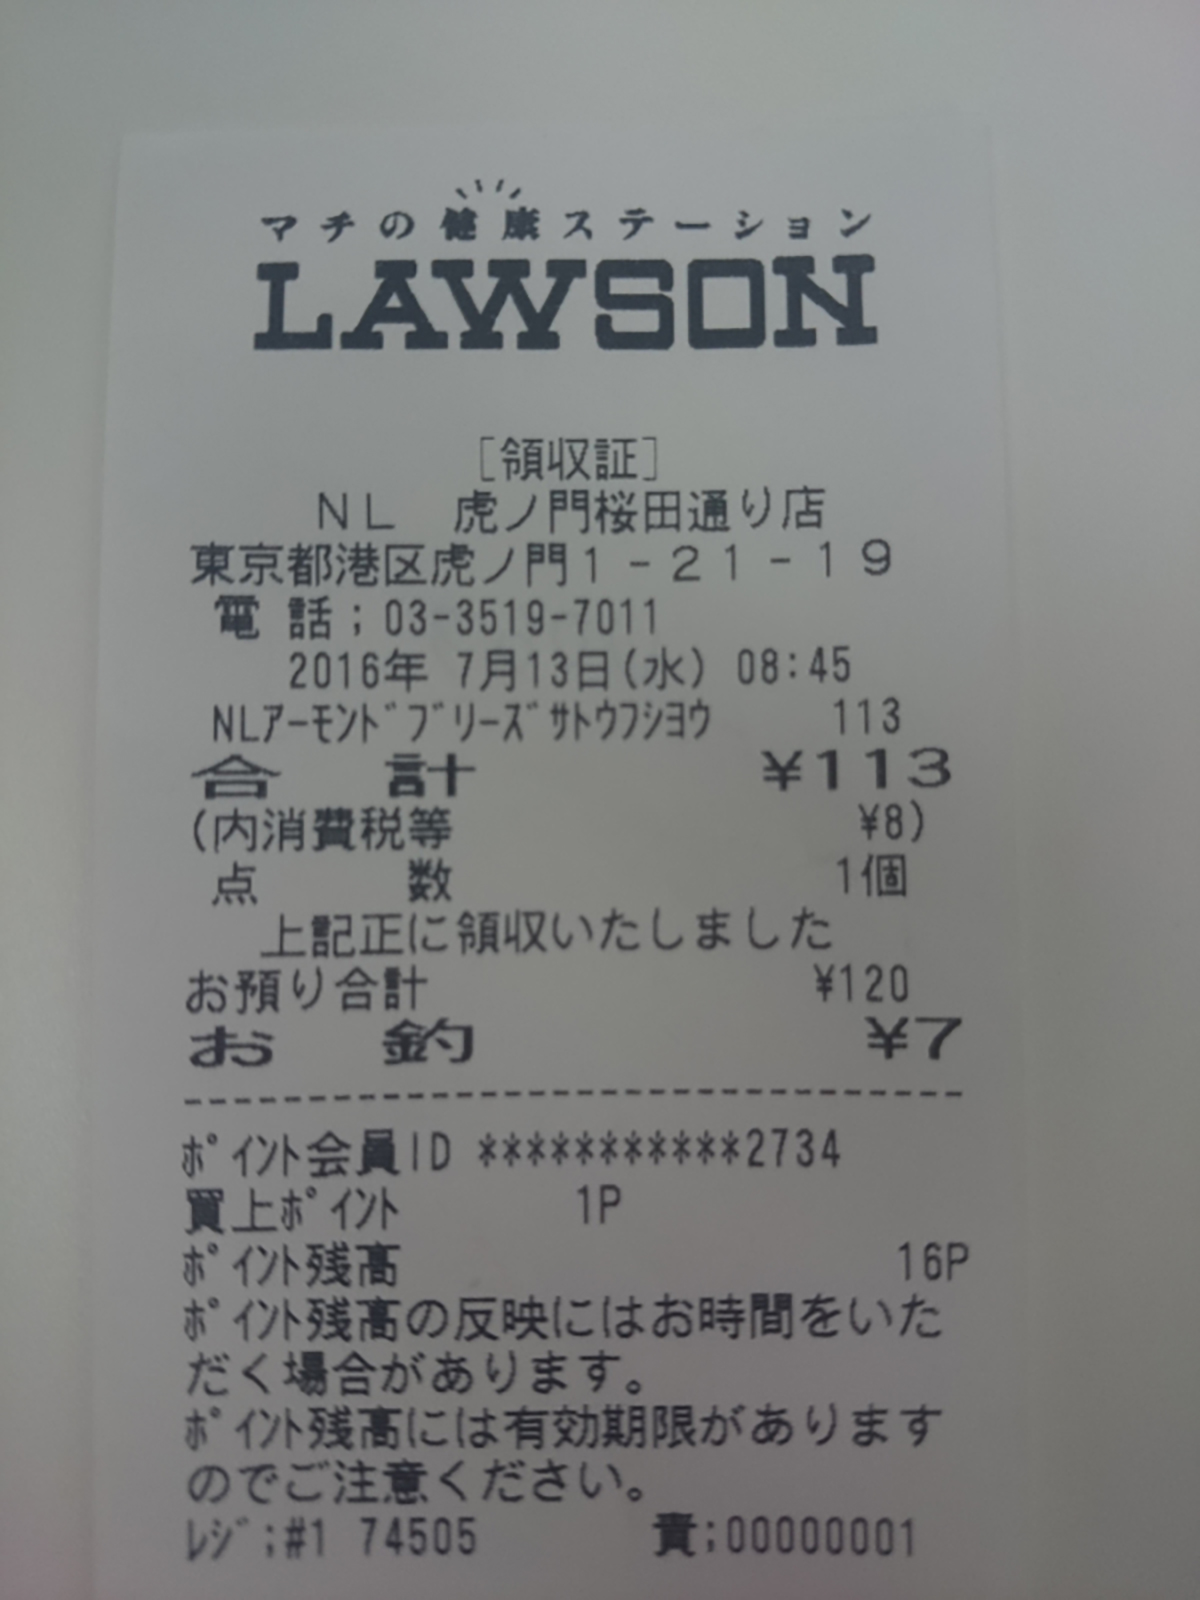 マチの健康ステーション
LAWSON
[領収証]
NL 虎ノ門桜田通り店
東京都港区虎ノ門1-21-19
電話;03-3519-7011
2016年 7月13日(水) 08:45
NLｱｰﾓﾝﾄﾞﾌﾞﾘｰｽﾞｻﾄｳﾌｼﾖｳ 113
合計 ¥113
(内消費税等 ¥8)
点数 1個
上記正に領収いたしました
お預り合計 ¥120
お釣 ¥7
ﾎﾟｲﾝﾄ会員ID ***********2734
買上ﾎﾟｲﾝﾄ 1P
ﾎﾟｲﾝﾄ残高 16P
ﾎﾟｲﾝﾄ残高の反映にはお時間をいた
だく場合があります。
ﾎﾟｲﾝﾄ残高には有効期限があります
のでご注意ください。
ﾚｼﾞ;#1 74505 責;00000001